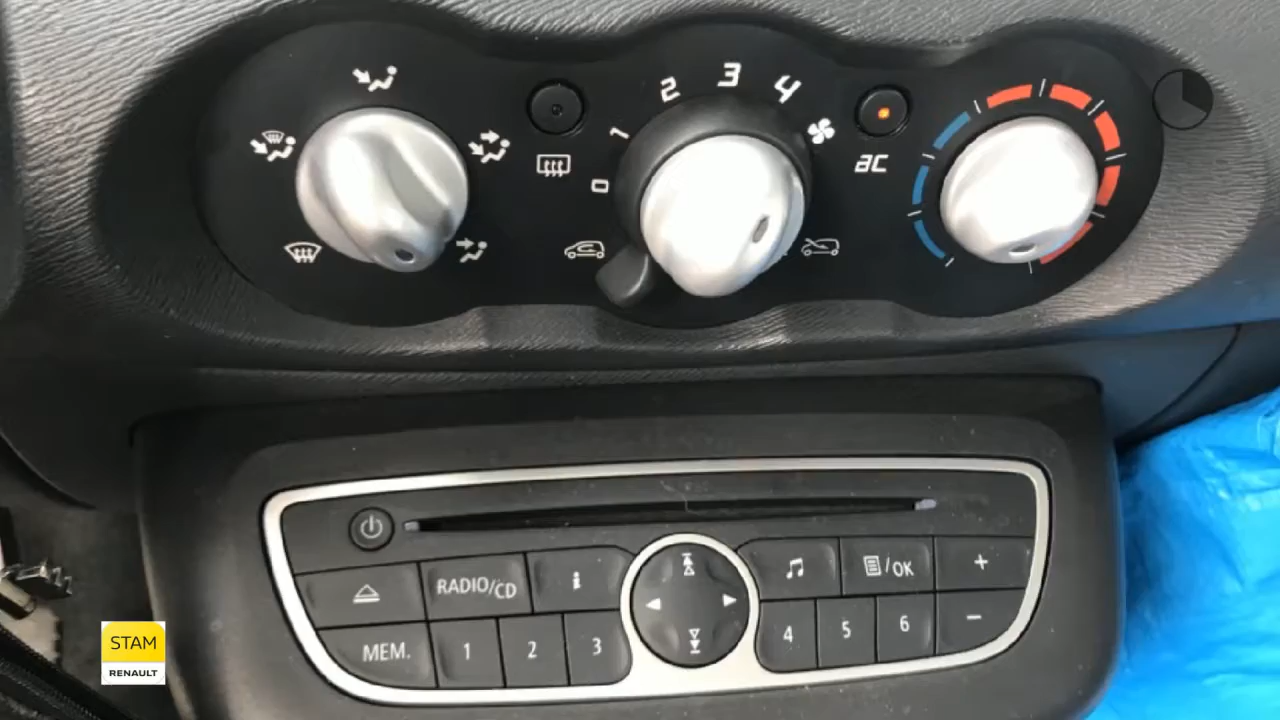 2 3 4
1
0
AC
RADIO/CD
i
/OK
+
MEM.
1 2 3
4 5 6
−
STAM
RENAULT